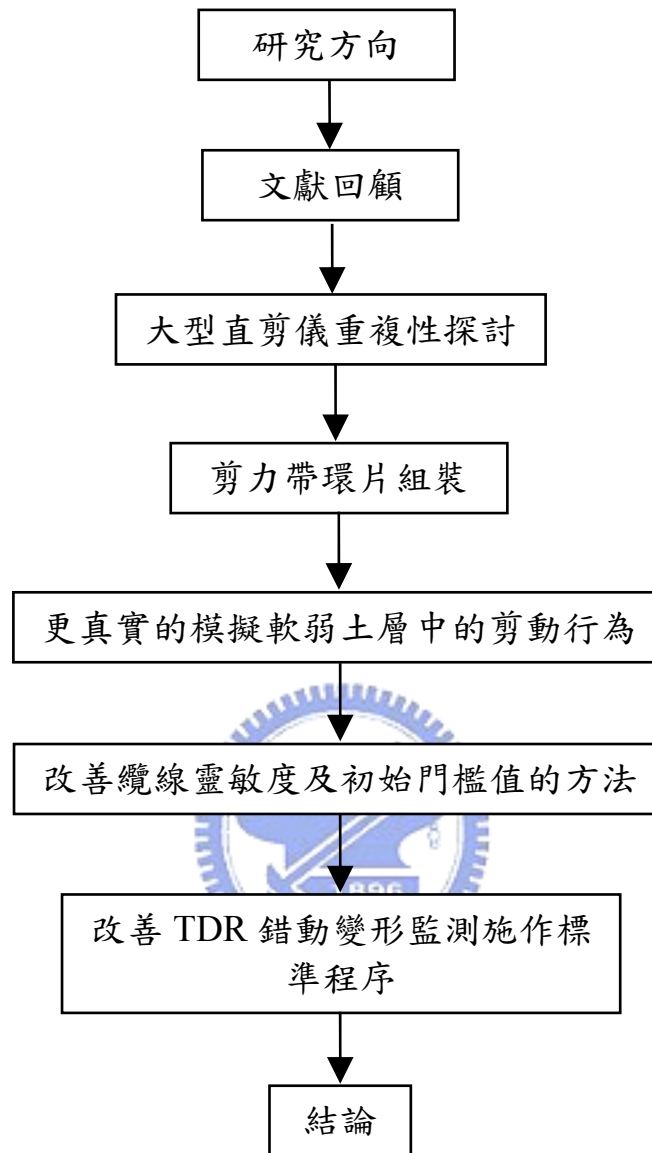 研究方向
文獻回顧
大型直剪儀重複性探討
剪力帶環片組裝
更真實的模擬軟弱土層中的剪動行為
改善纜線靈敏度及初始門檻值的方法
1896
改善 TDR 錯動變形監測施作標
準程序
結論